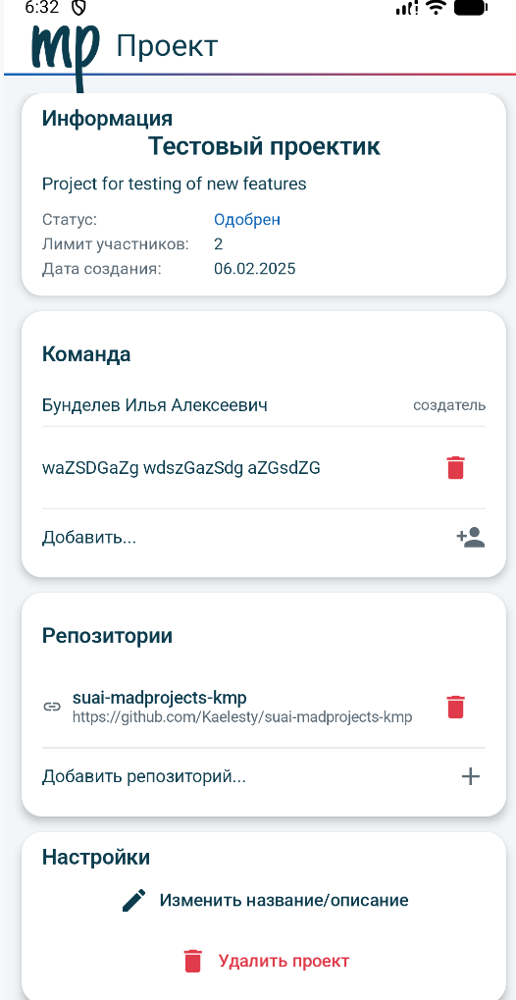 6:32
mp Проект
Информация
Тестовый проектик
Project for testing of new features
Статус: Одобрен
Лимит участников: 2
Дата создания: 06.02.2025
Команда
Бунделев Илья Алексеевич создатель
waZSDGaZg wdszGazSdg aZGsdZG
Добавить...
Репозитории
suai-madprojects-kmp
https://github.com/Kaelesty/suai-madprojects-kmp
Добавить репозиторий...
Настройки
Изменить название/описание
Удалить проект